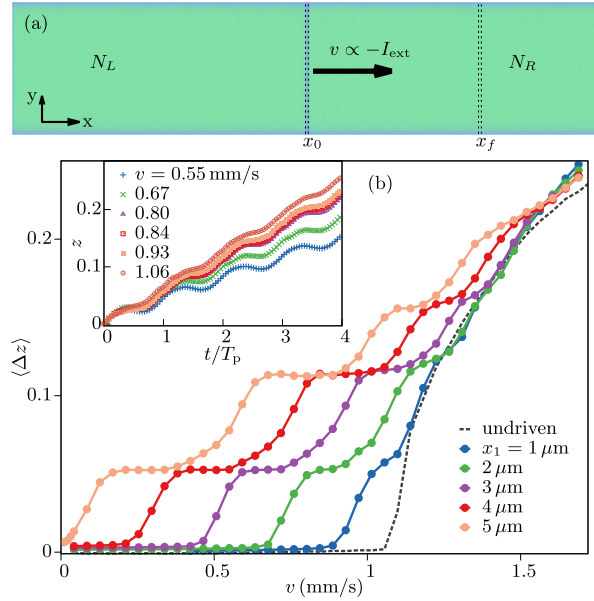 (a)
v ∝ −I_ext
N_L
N_R
y
x
x_0
x_f
(b)
v = 0.55 mm/s
0.67
0.80
0.84
0.93
1.06
z
0.2
0.1
0
0 1 2 3 4
t/T_p
⟨Δz⟩
0.2
0.1
0
undriven
x_1 = 1 μm
2 μm
3 μm
4 μm
5 μm
0 0.5 1 1.5
v (mm/s)